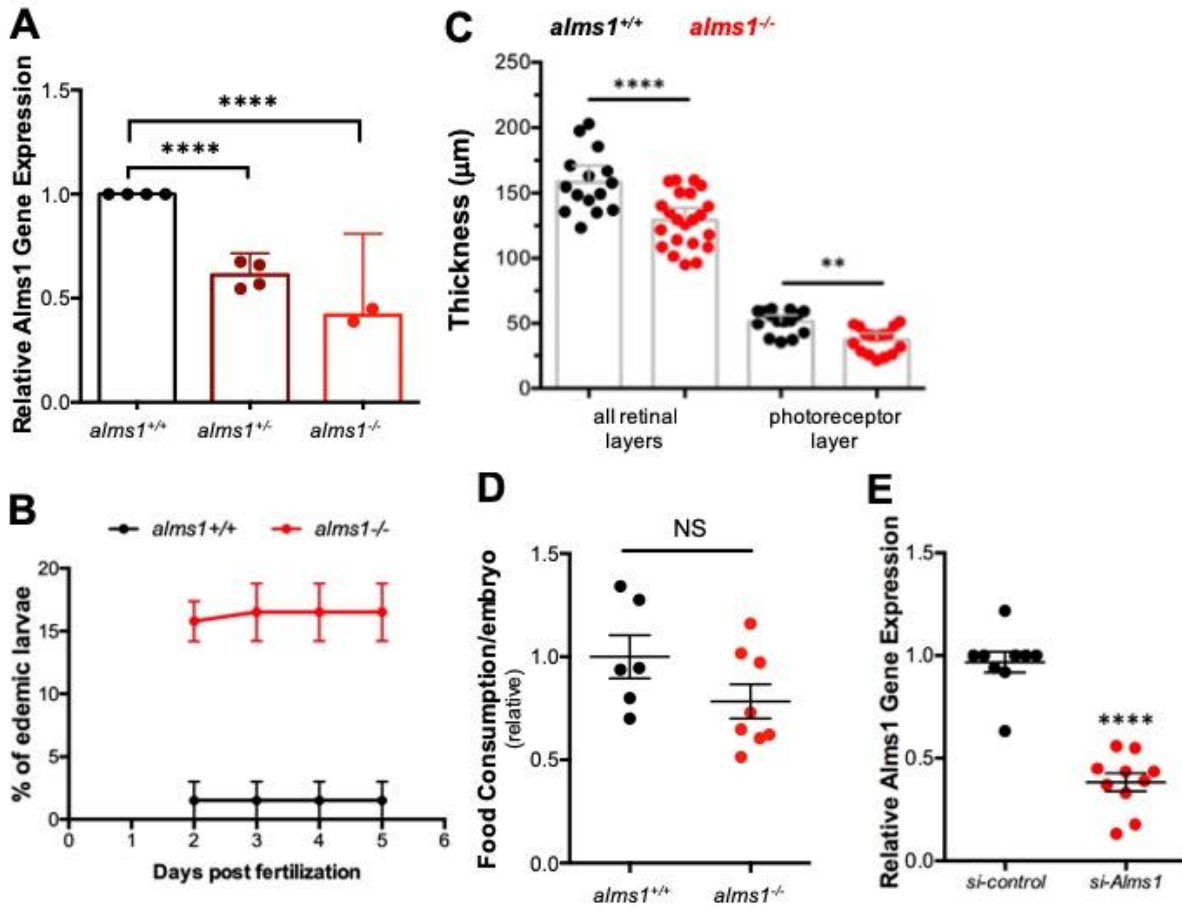 A
Relative Alms1 Gene Expression
1.5
1.0
0.5
0.0
****
****
alms1+/+
alms1+/-
alms1-/-
C
alms1+/+ alms1-/-
Thickness (µm)
250
200
150
100
50
0
****
**
all retinal
layers
photoreceptor
layer
B
alms1+/+ alms1-/-
% of edemic larvae
20
15
10
5
0
0 1 2 3 4 5 6
Days post fertilization
D
NS
Food Consumption/embryo
(relative)
1.5
1.0
0.5
0.0
alms1+/+ alms1-/-
E
Relative Alms1 Gene Expression
1.5
1.0
0.5
0.0
****
si-control si-Alms1